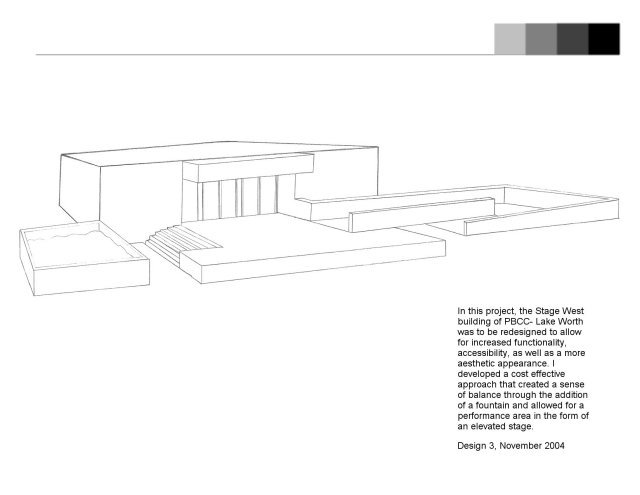 In this project, the Stage West
building of PBCC- Lake Worth
was to be redesigned to allow
for increased functionality,
accessibility, as well as a more
aesthetic appearance. I
developed a cost effective
approach that created a sense
of balance through the addition
of a fountain and allowed for a
performance area in the form of
an elevated stage.
Design 3, November 2004